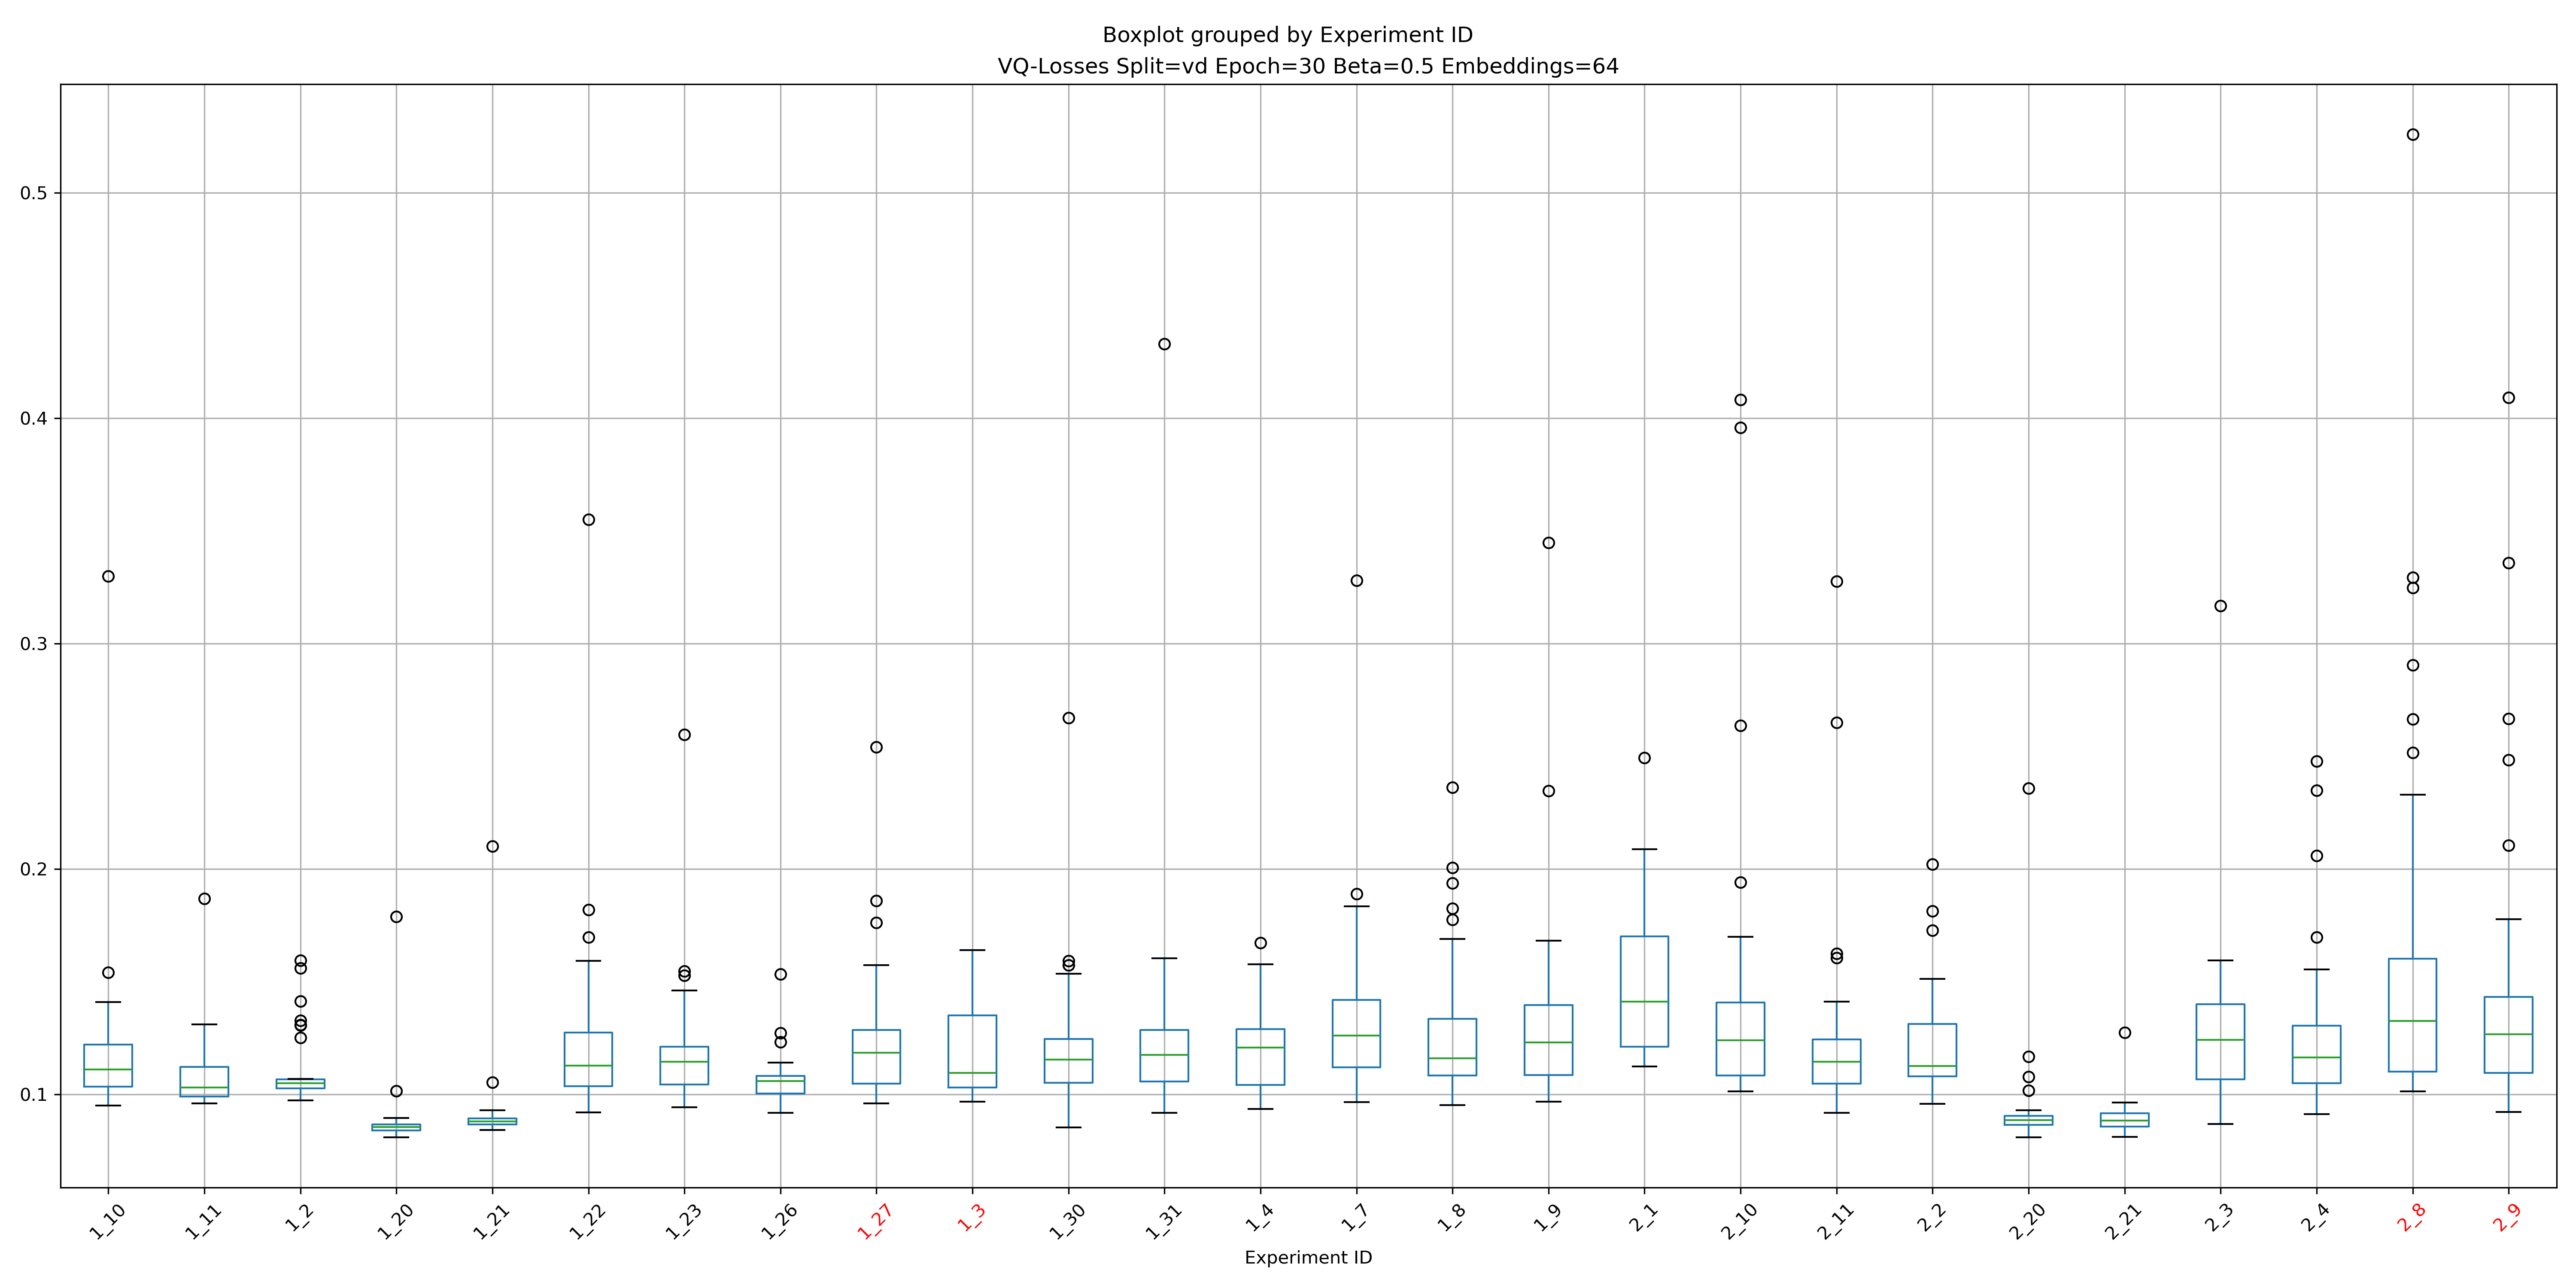 Boxplot grouped by Experiment ID
VQ-Losses Split=vd Epoch=30 Beta=0.5 Embeddings=64
0.5
0.4
0.3
0.2
0.1
1_10 1_11 1_2 1_20 1_21 1_22 1_23 1_26 1_27 1_3 1_30 1_31 1_4 1_7 1_8 1_9 2_1 2_10 2_11 2_2 2_20 2_21 2_3 2_4 2_8 2_9
Experiment ID